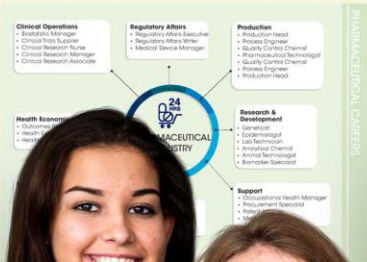 Clinical Operations
Biostatistic Manager
Clinical Trials Supplier
Clinical Research Nurse
Clinical Research Manager
Clinical Research Associate
Regulatory Affairs
Regulatory Affairs Executive
Regulatory Affairs Writer
Medical Device Manager
Production
Production Head
Process Engineer
Quality Control Chemist
Pharmaceutical Technologist
Quality Control Chemist
Process Engineer
Production Head
PHARMACEUTICAL CAREERS
24
HRS
Health
Outcomes
Research &
Development
Geneticist
Epidemiologist
Lab Technician
Analytical Chemist
Animal Technologist
Biomarker Specialist
Support
Occupational Health Manager
Procurement Specialist
Patent